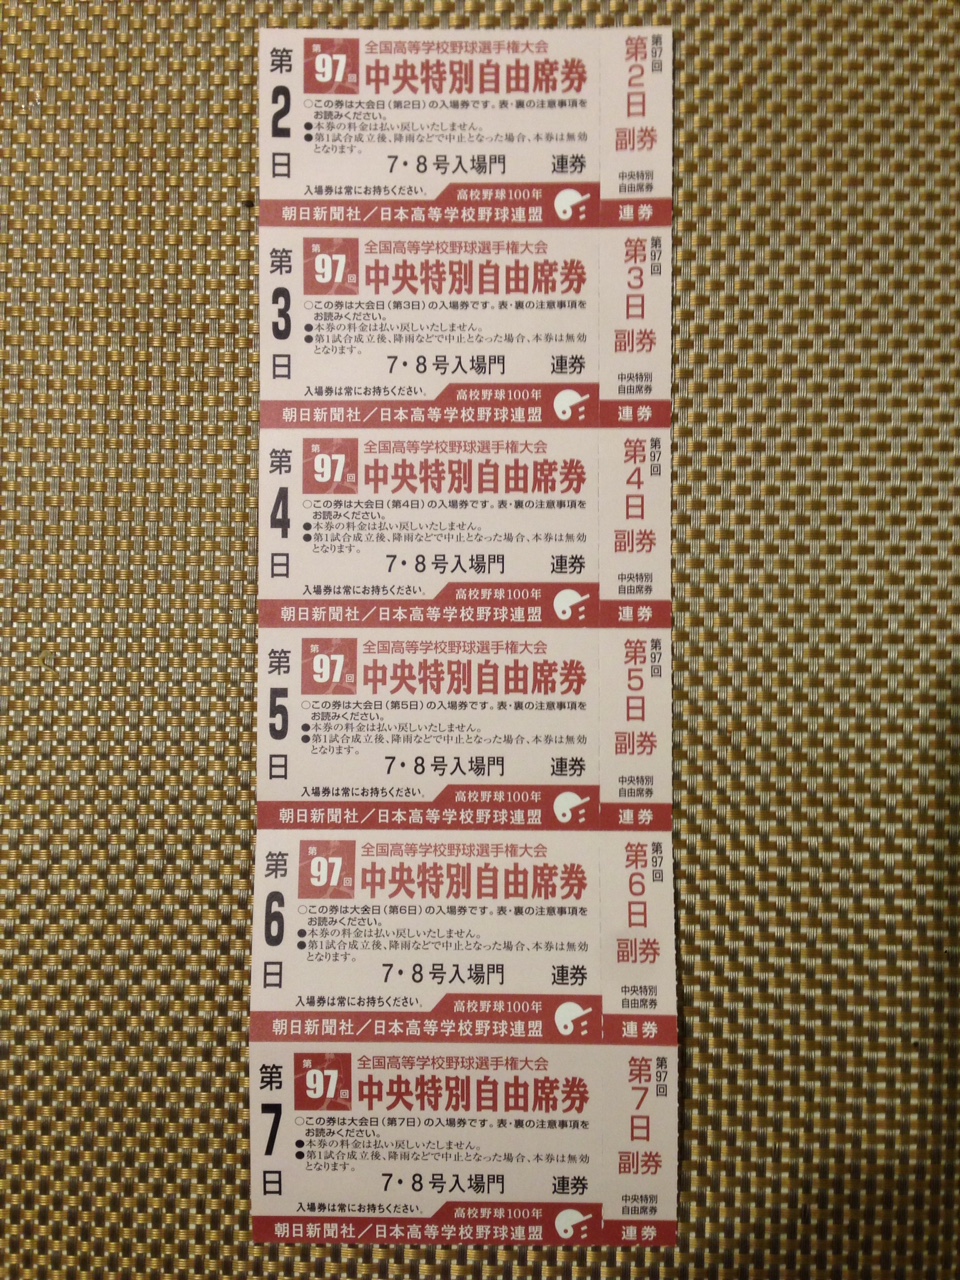 第2日
第97回
全国高等学校野球選手権大会
中央特別自由席券
○この券は大会日(第2日)の入場券です。表・裏の注意事項を
お読みください。
●本券の料金は払い戻しいたしません。
●第1試合成立後、降雨などで中止となった場合、本券は無効
となります。
7・8号入場門 連券
入場券は常にお持ちください。
高校野球100年
朝日新聞社/日本高等学校野球連盟
第97回
第2日
副券
中央特別
自由席券
連券
第3日
第97回
全国高等学校野球選手権大会
中央特別自由席券
○この券は大会日(第3日)の入場券です。表・裏の注意事項を
お読みください。
●本券の料金は払い戻しいたしません。
●第1試合成立後、降雨などで中止となった場合、本券は無効
となります。
7・8号入場門 連券
入場券は常にお持ちください。
高校野球100年
朝日新聞社/日本高等学校野球連盟
第97回
第3日
副券
中央特別
自由席券
連券
第4日
第97回
全国高等学校野球選手権大会
中央特別自由席券
○この券は大会日(第4日)の入場券です。表・裏の注意事項を
お読みください。
●本券の料金は払い戻しいたしません。
●第1試合成立後、降雨などで中止となった場合、本券は無効
となります。
7・8号入場門 連券
入場券は常にお持ちください。
高校野球100年
朝日新聞社/日本高等学校野球連盟
第97回
第4日
副券
中央特別
自由席券
連券
第5日
第97回
全国高等学校野球選手権大会
中央特別自由席券
○この券は大会日(第5日)の入場券です。表・裏の注意事項を
お読みください。
●本券の料金は払い戻しいたしません。
●第1試合成立後、降雨などで中止となった場合、本券は無効
となります。
7・8号入場門 連券
入場券は常にお持ちください。
高校野球100年
朝日新聞社/日本高等学校野球連盟
第97回
第5日
副券
中央特別
自由席券
連券
第6日
第97回
全国高等学校野球選手権大会
中央特別自由席券
○この券は大会日(第6日)の入場券です。表・裏の注意事項を
お読みください。
●本券の料金は払い戻しいたしません。
●第1試合成立後、降雨などで中止となった場合、本券は無効
となります。
7・8号入場門 連券
入場券は常にお持ちください。
高校野球100年
朝日新聞社/日本高等学校野球連盟
第97回
第6日
副券
中央特別
自由席券
連券
第7日
第97回
全国高等学校野球選手権大会
中央特別自由席券
○この券は大会日(第7日)の入場券です。表・裏の注意事項を
お読みください。
●本券の料金は払い戻しいたしません。
●第1試合成立後、降雨などで中止となった場合、本券は無効
となります。
7・8号入場門 連券
入場券は常にお持ちください。
高校野球100年
朝日新聞社/日本高等学校野球連盟
第97回
第7日
副券
中央特別
自由席券
連券